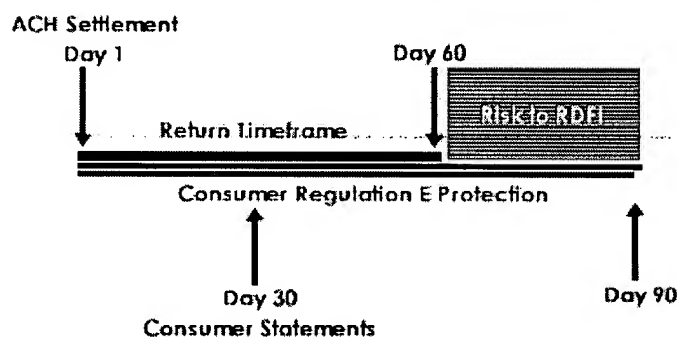 ACH Settlement
Day 1
Day 60
Risk to RDFI
Return Timeframe
Consumer Regulation E Protection
Day 30
Consumer Statements
Day 90